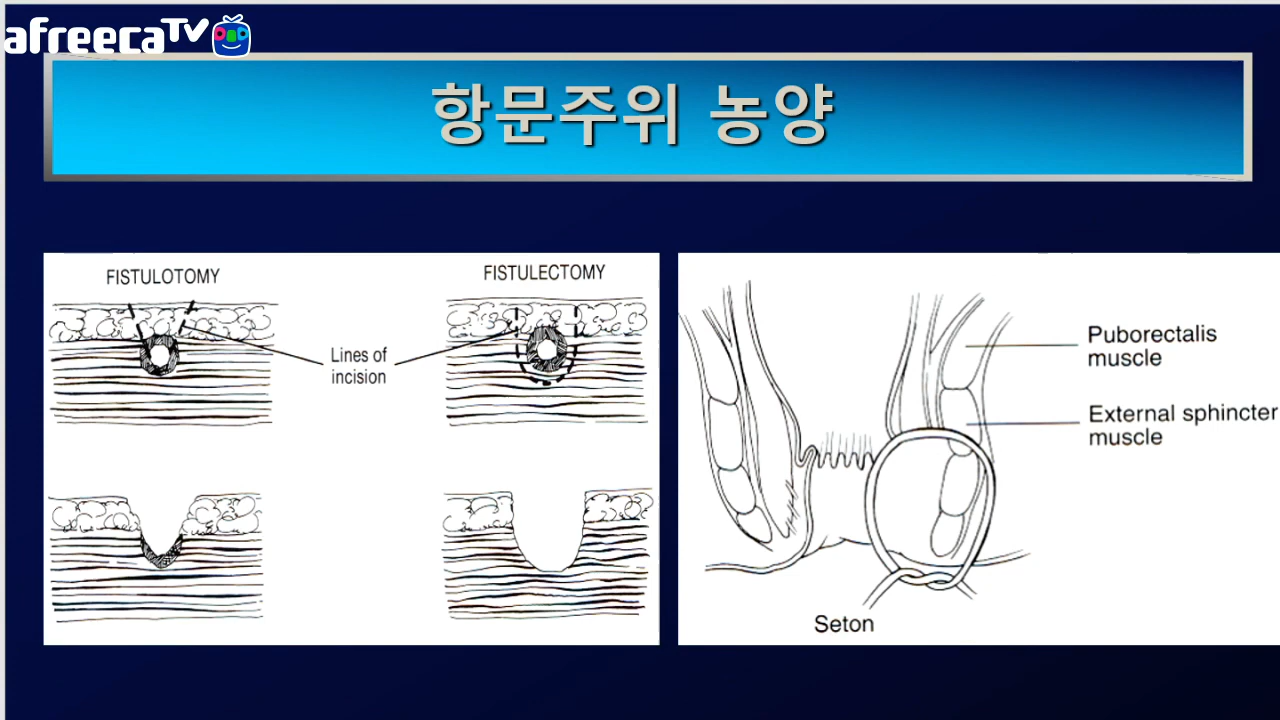 afreecaTV
항문주위 농양
FISTULOTOMY
FISTULECTOMY
Lines of
incision
Puborectalis
muscle
External sphincter
muscle
Seton